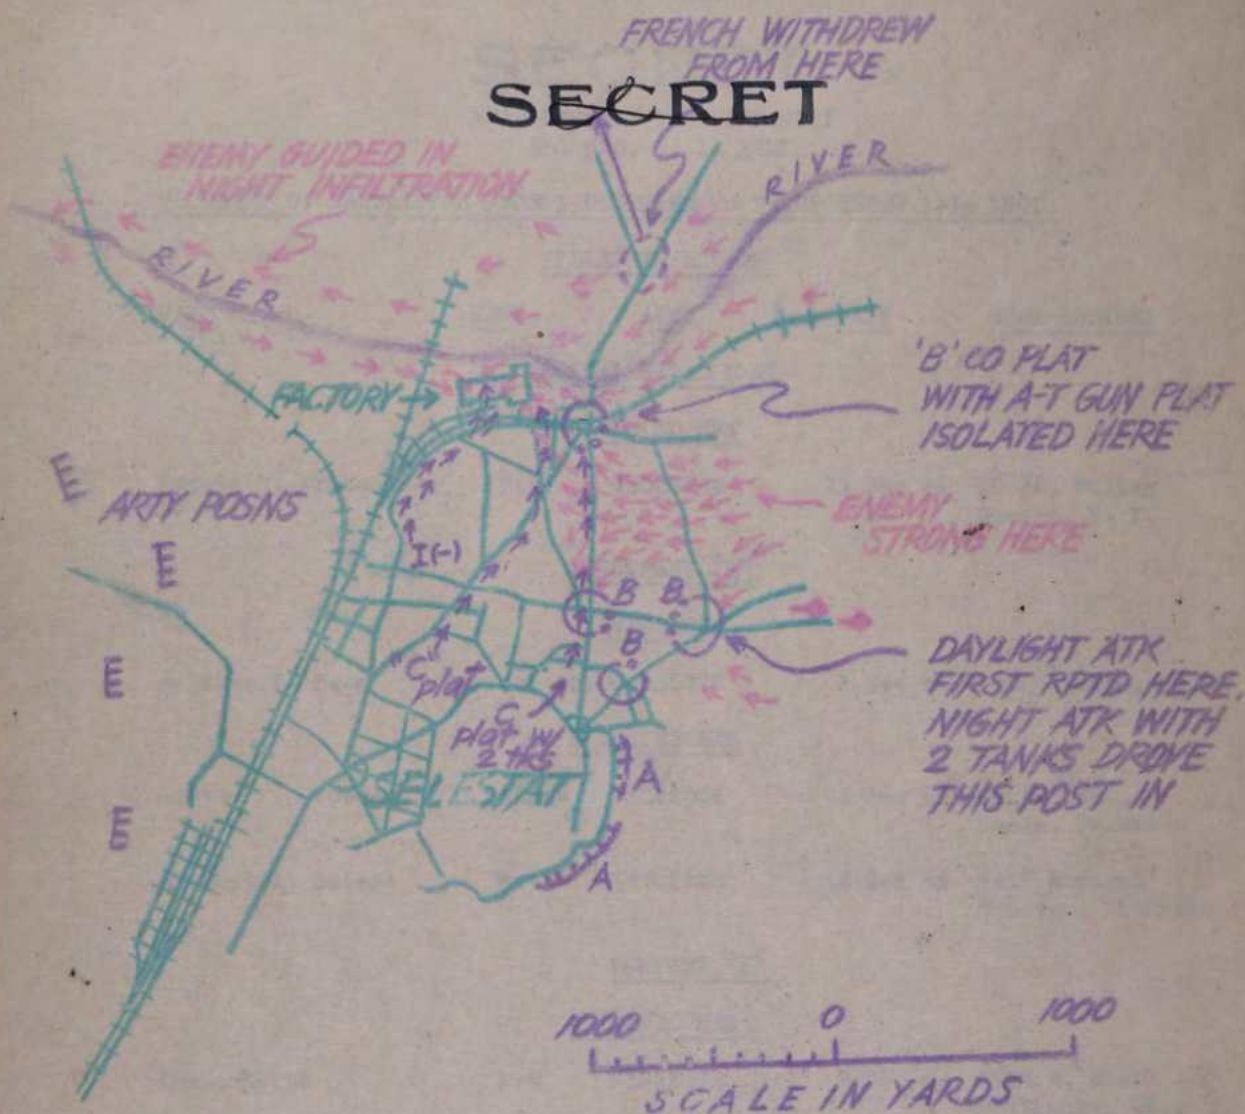 FRENCH WITHDREW
FROM HERE
SECRET
ENEMY GUIDED IN
NIGHT INFILTRATION
RIVER
RIVER
'B' CO PLAT
WITH A-T GUN PLAT
ISOLATED HERE
FACTORY
E
ARTY POSNS
ENEMY
STRONG HERE
E
I(-)
B B
B
E
C
plat
C
plat w/
2 tks
DAYLIGHT ATK
FIRST RPTD HERE.
NIGHT ATK WITH
2 TANKS DROVE
THIS POST IN
A
SELESTAT
E
A
1000 0 1000
SCALE IN YARDS